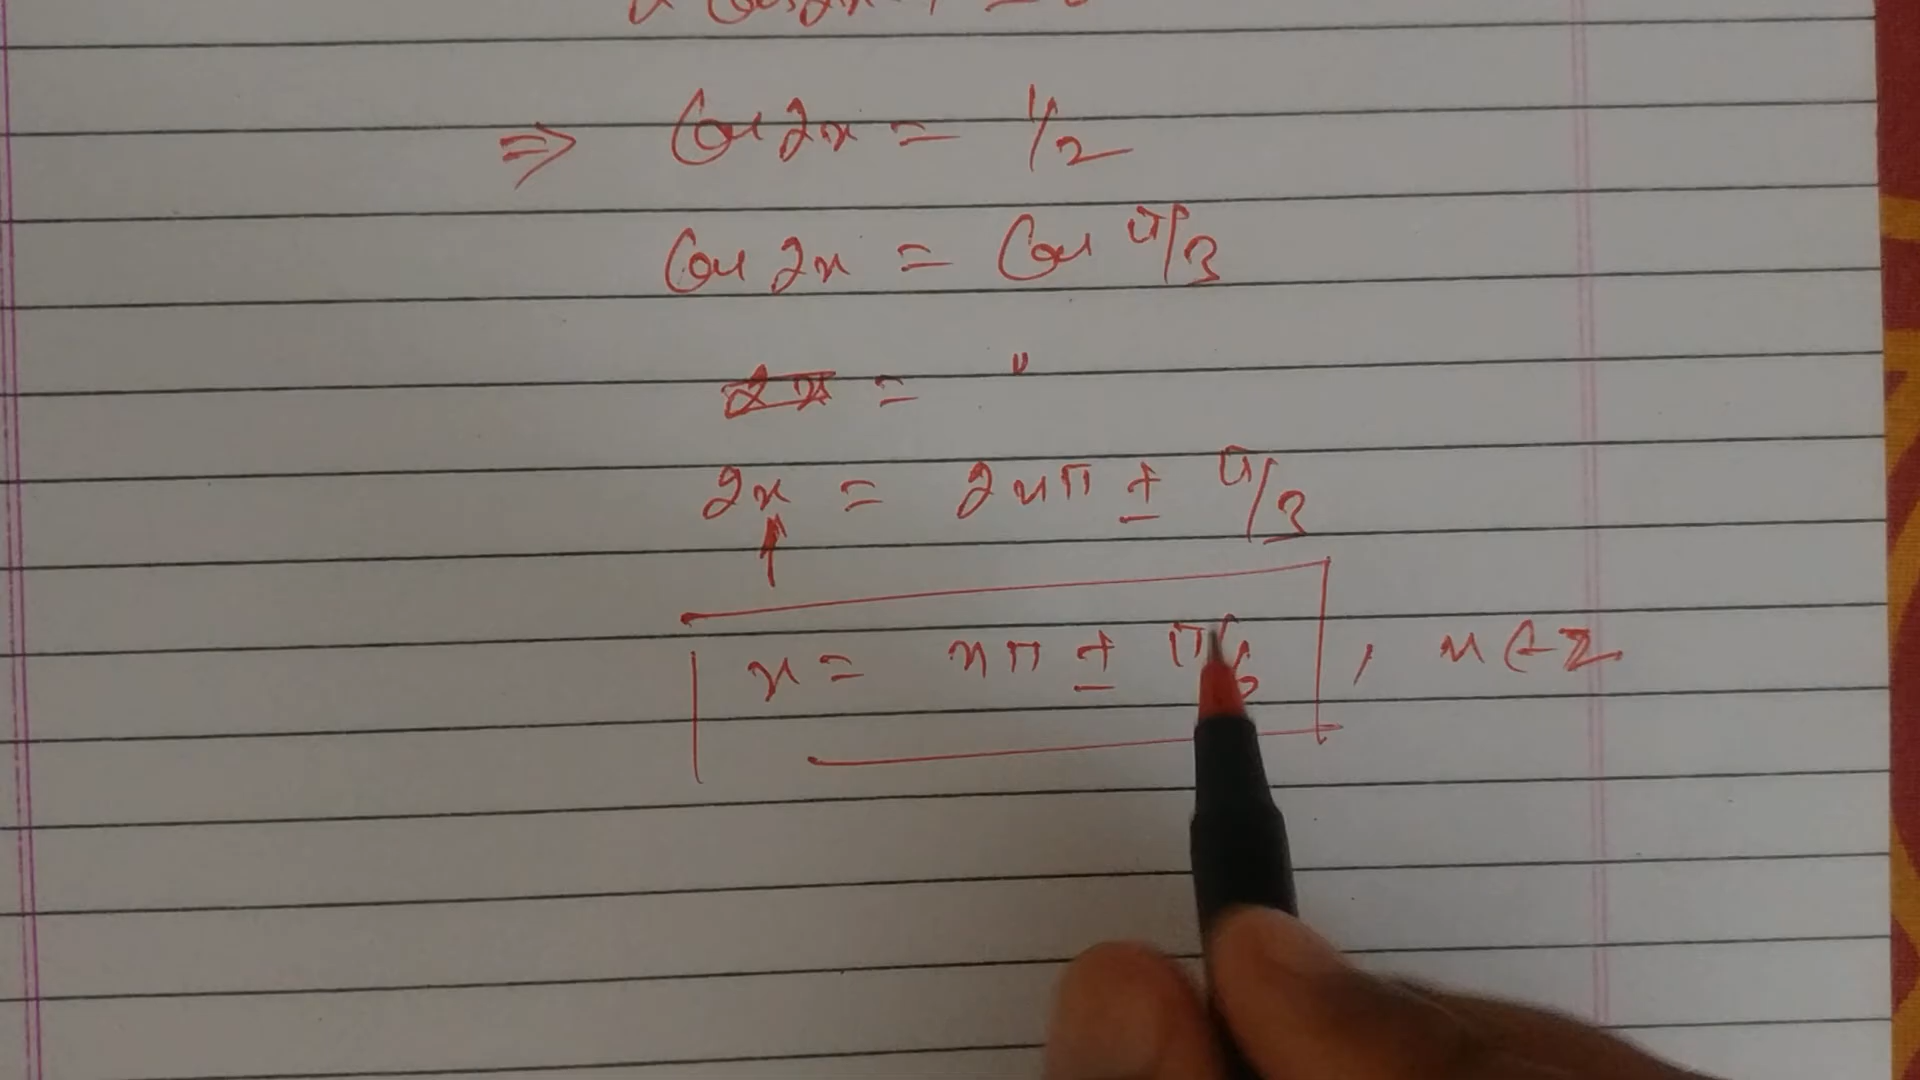 ⇒ Cos 2x = 1/2
Cos 2x = Cos π/3
2x = "
2x = 2nπ ± π/3
x = nπ ± π/6 , n ∈ Z